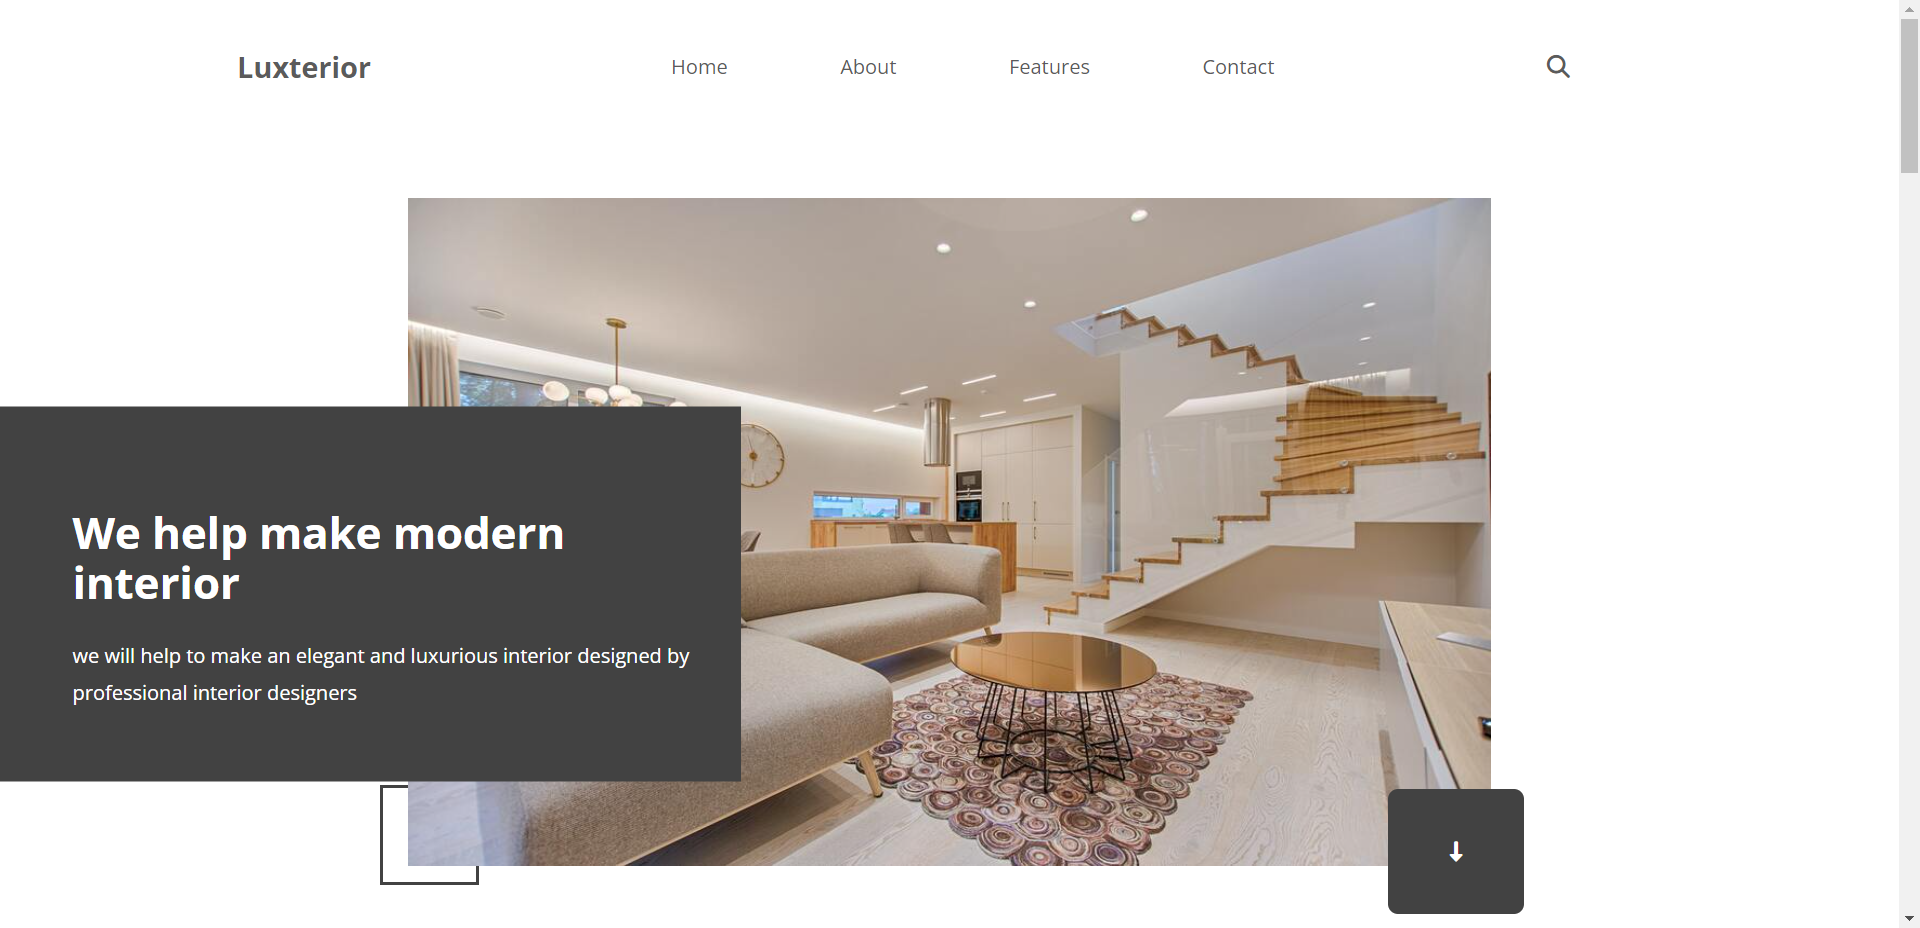 Luxterior
Home About Features Contact
We help make modern
interior
we will help to make an elegant and luxurious interior designed by
professional interior designers